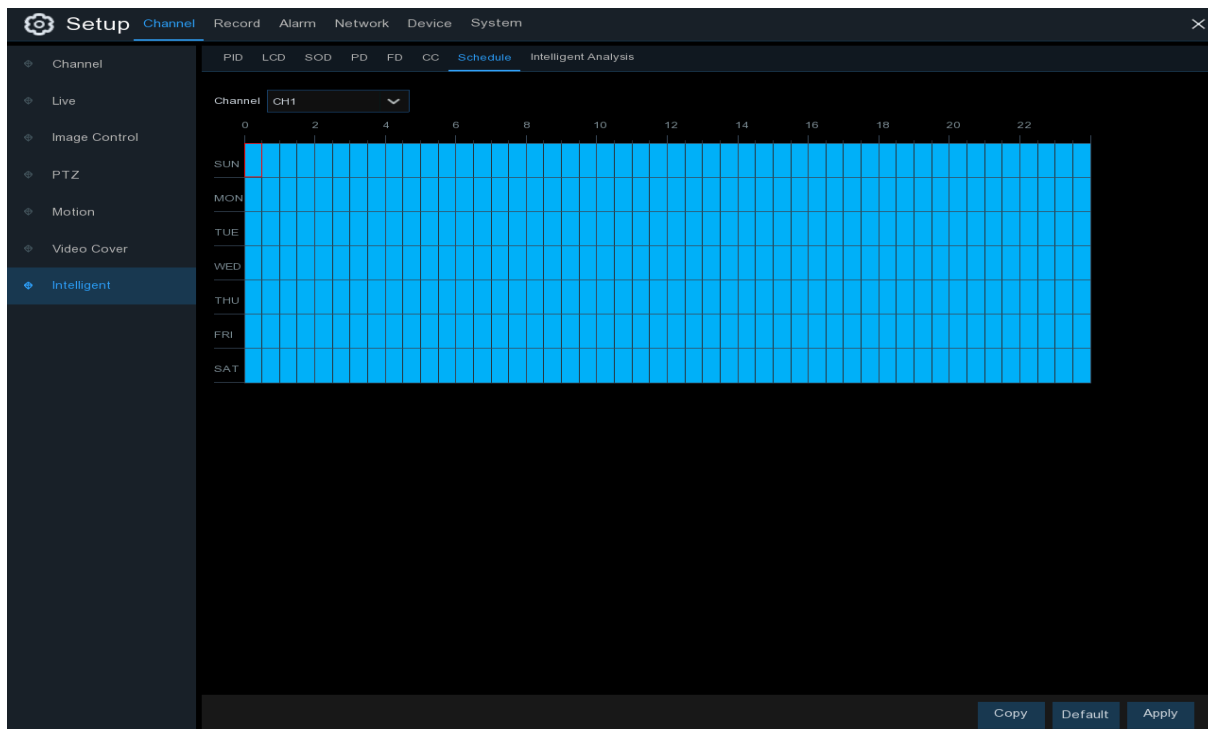 Setup Channel Record Alarm Network Device System
Channel
Live
Image Control
PTZ
Motion
Video Cover
Intelligent
PID LCD SOD PD FD CC Schedule Intelligent Analysis
Channel CH1
0 2 4 6 8 10 12 14 16 18 20 22
SUN
MON
TUE
WED
THU
FRI
SAT
Copy Default Apply